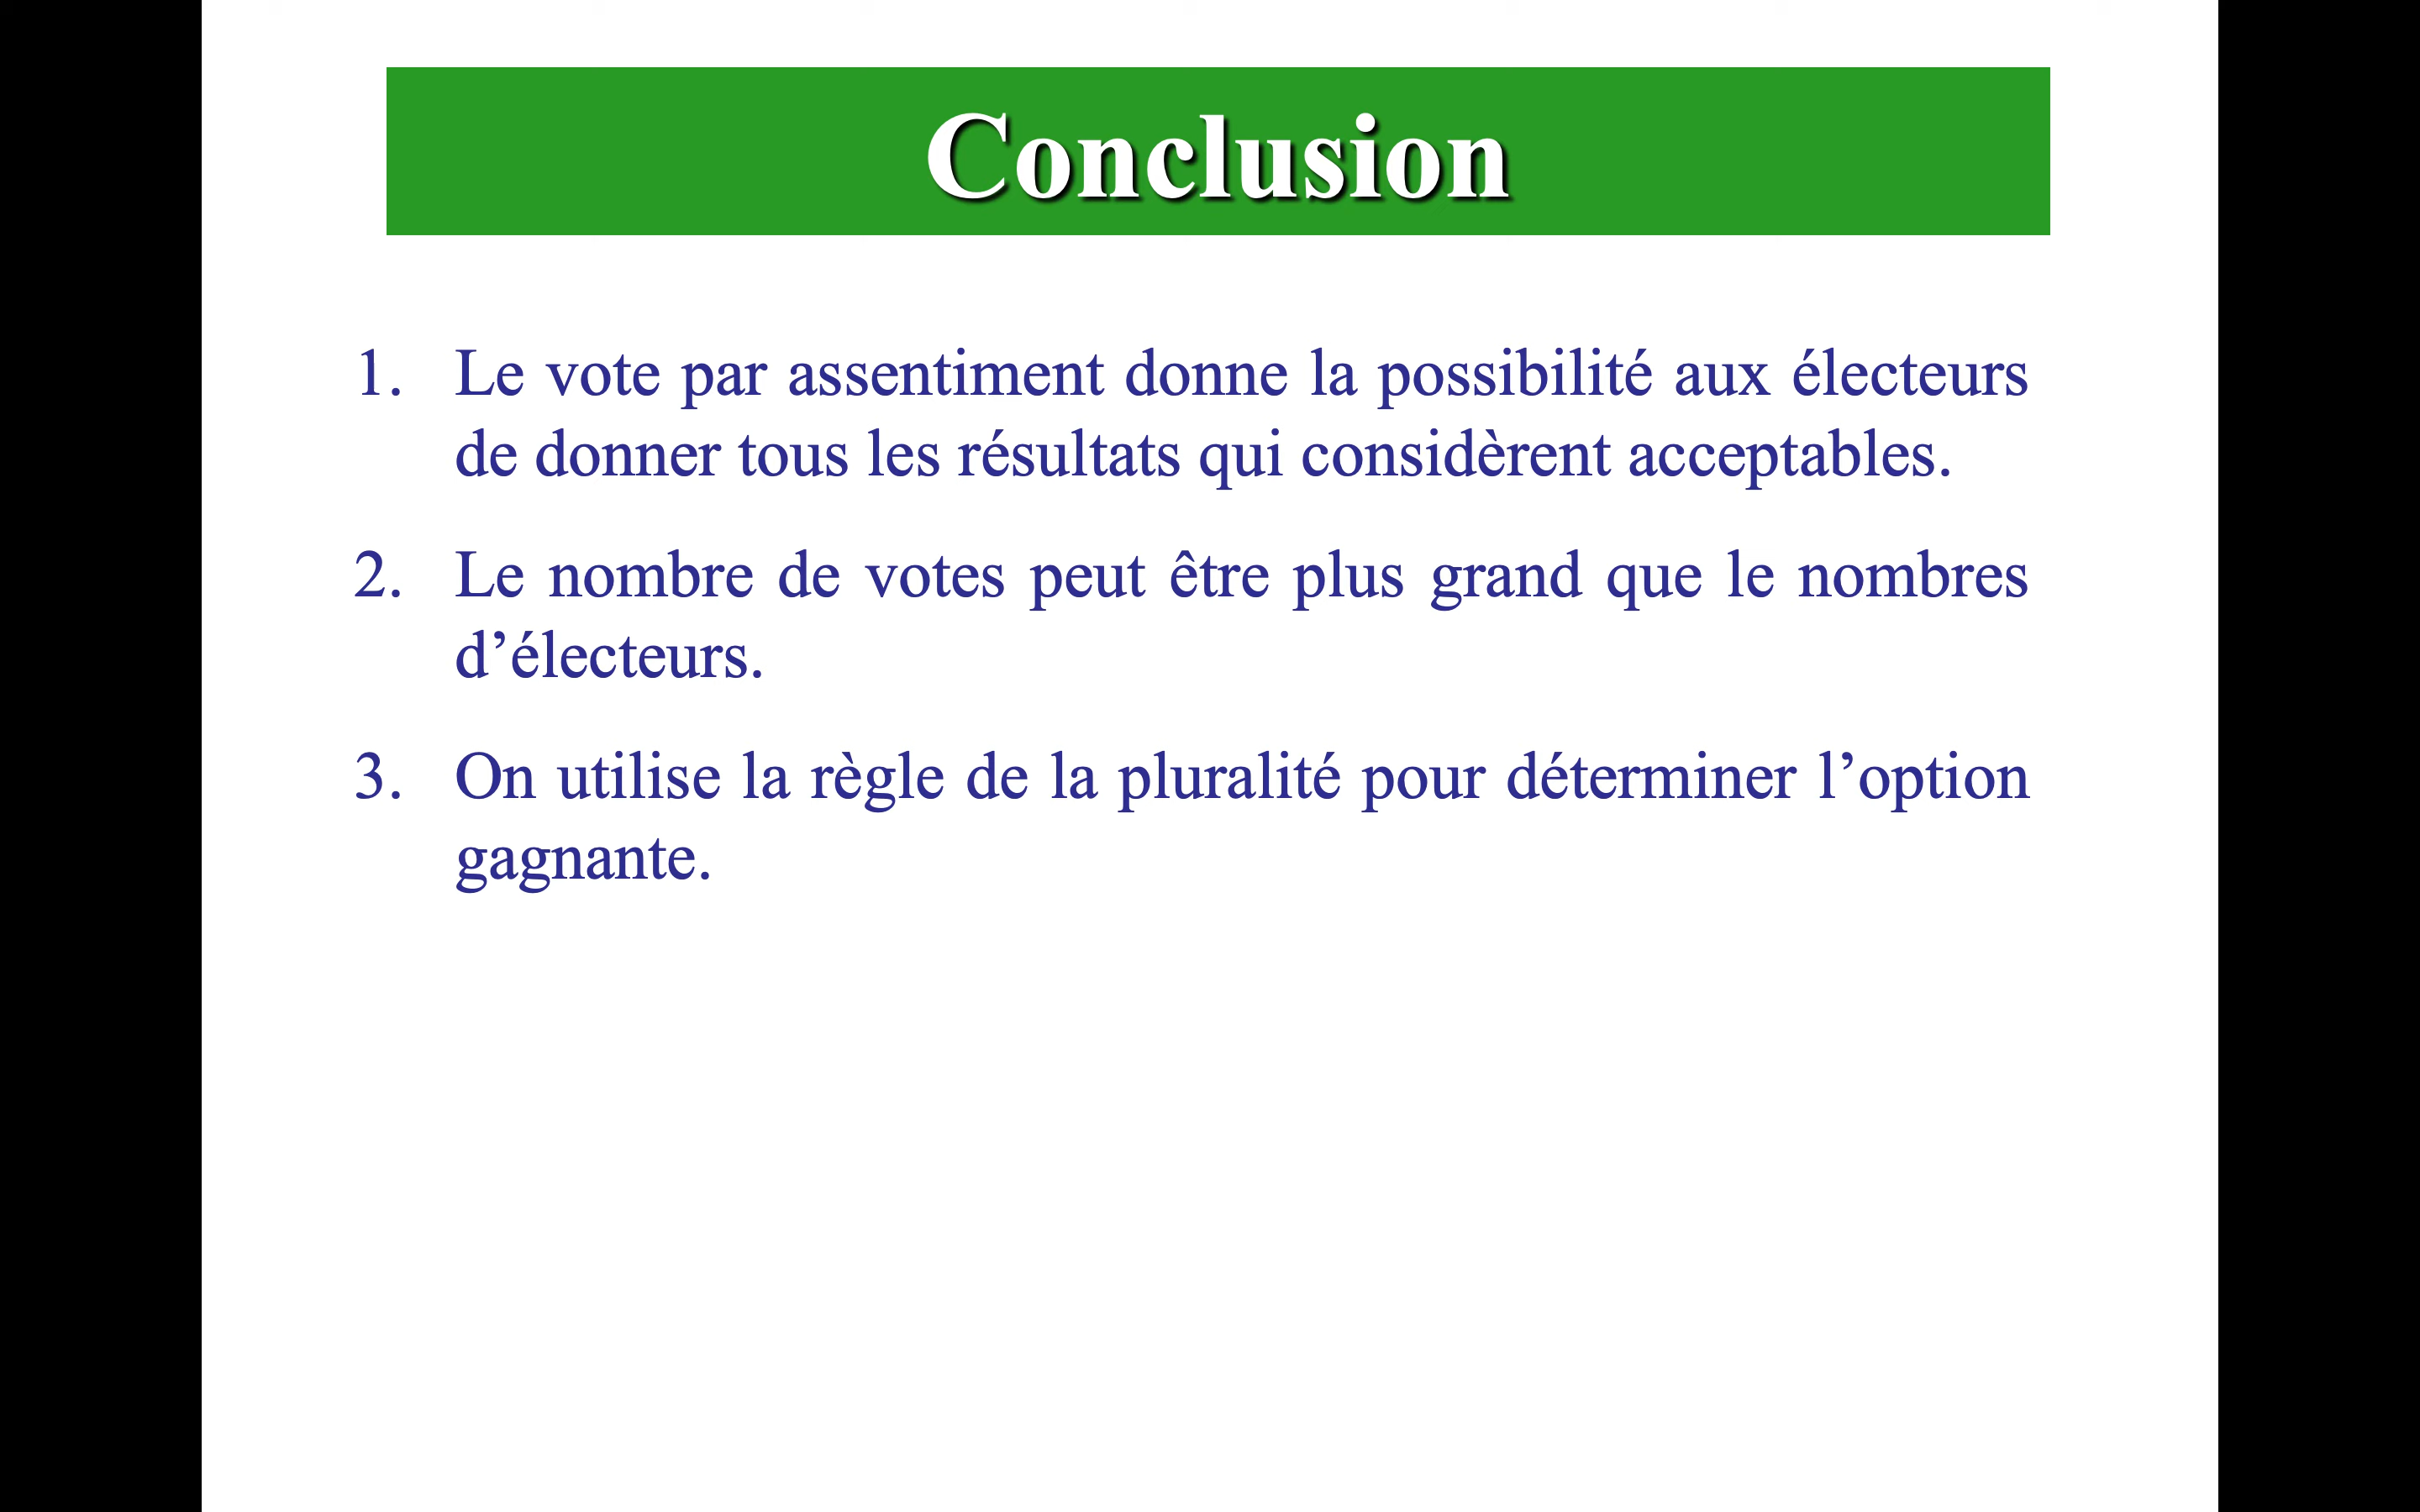 Conclusion
1. Le vote par assentiment donne la possibilité aux électeurs
de donner tous les résultats qui considèrent acceptables.
2. Le nombre de votes peut être plus grand que le nombres
d’électeurs.
3. On utilise la règle de la pluralité pour déterminer l’option
gagnante.